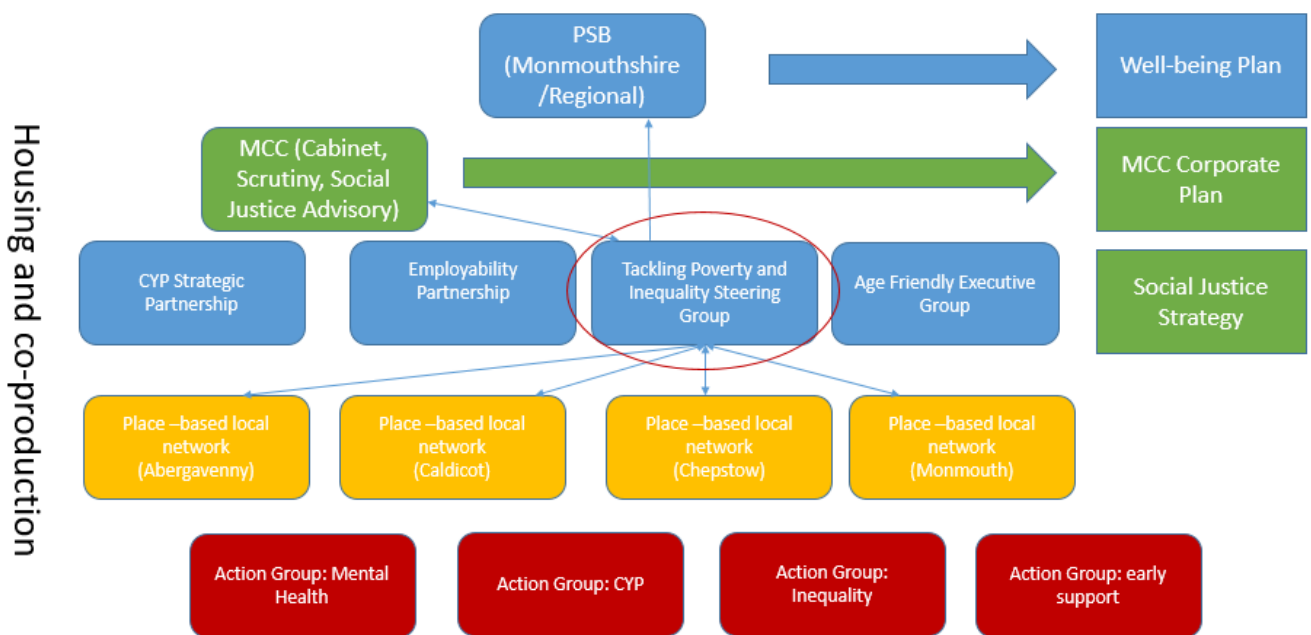 PSB
(Monmouthshire
/Regional)
Well-being Plan
MCC (Cabinet,
Scrutiny, Social
Justice Advisory)
MCC Corporate
Plan
CYP Strategic
Partnership
Employability
Partnership
Tackling Poverty and
Inequality Steering
Group
Age Friendly Executive
Group
Social Justice
Strategy
Place –based local
network
(Abergavenny)
Place –based local
network
(Caldicot)
Place –based local
network
(Chepstow)
Place –based local
network
(Monmouth)
Action Group: Mental
Health
Action Group: CYP
Action Group:
Inequality
Action Group: early
support
Housing and co-production